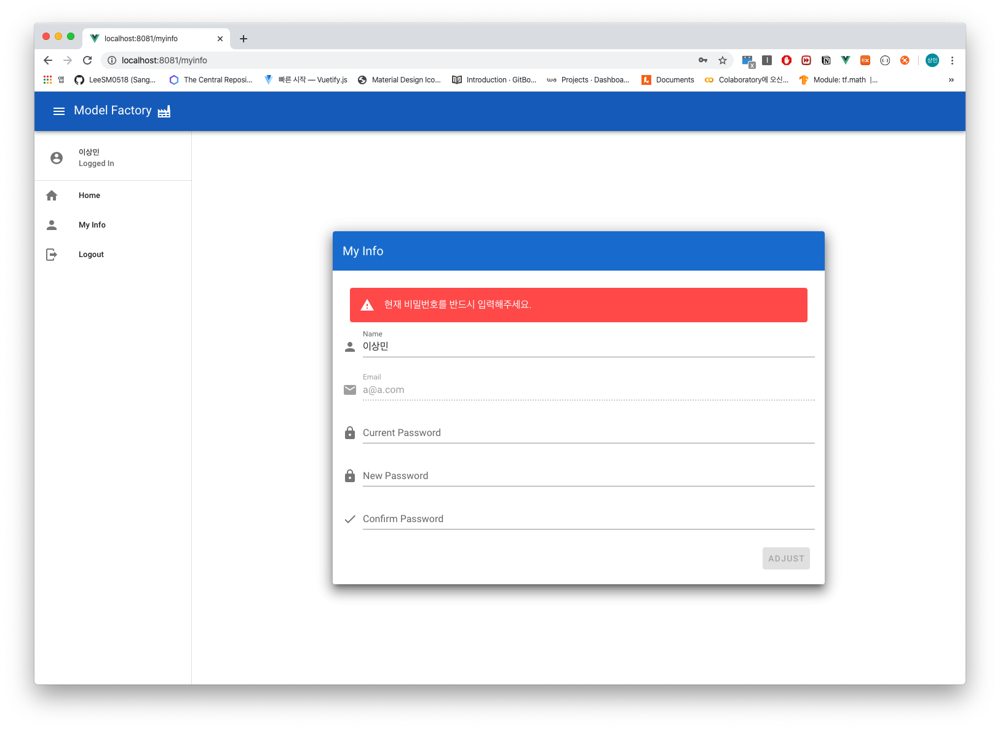 localhost:8081/myinfo
localhost:8081/myinfo
상민
앱
LeeSM0518 (Sang...
The Central Reposi...
빠른 시작 — Vuetify.js
Material Design Ico...
Introduction · GitBo...
Projects · Dashboa...
Documents
Colaboratory에 오신...
Module: tf.math |...
Model Factory
이상민
Logged In
Home
My Info
Logout
My Info
현재 비밀번호를 반드시 입력해주세요.
Name
이상민
Email
a@a.com
Current Password
New Password
Confirm Password
ADJUST